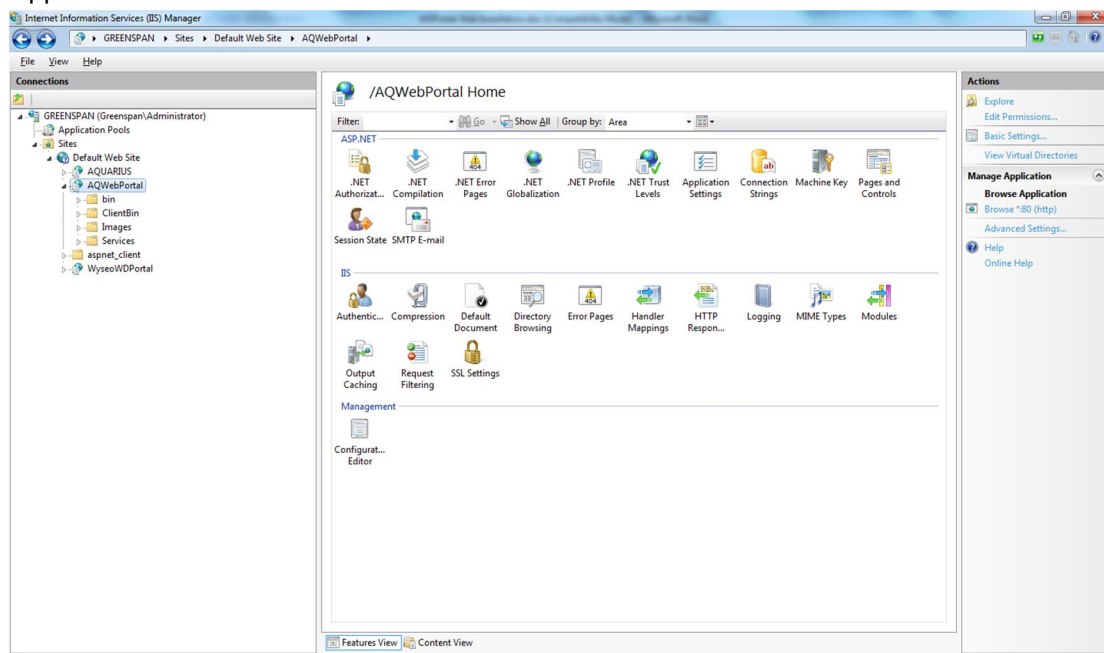 Internet Information Services (IIS) Manager
GREENSPAN Sites Default Web Site AQWebPortal
File View Help
Connections
GREENSPAN (Greenspan\Administrator)
Application Pools
Sites
Default Web Site
AQUARIUS
AQWebPortal
bin
ClientBin
Images
Services
aspnet_client
WyseoWDPortal
/AQWebPortal Home
Filter: Go Show All Group by: Area
ASP.NET
.NET Authorizat...
.NET Compilation
.NET Error Pages
.NET Globalization
.NET Profile
.NET Trust Levels
Application Settings
Connection Strings
Machine Key
Pages and Controls
Session State
SMTP E-mail
IIS
Authentic...
Compression
Default Document
Directory Browsing
Error Pages
Handler Mappings
HTTP Respon...
Logging
MIME Types
Modules
Output Caching
Request Filtering
SSL Settings
Management
Configurat... Editor
Features View Content View
Actions
Explore
Edit Permissions...
Basic Settings...
View Virtual Directories
Manage Application
Browse Application
Browse *:80 (http)
Advanced Settings...
Help
Online Help